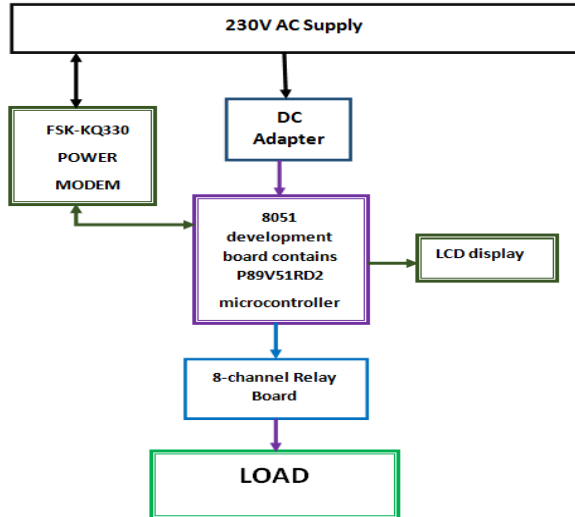 230V AC Supply
FSK-KQ330
POWER
MODEM
DC
Adapter
8051
development
board contains
P89V51RD2
microcontroller
LCD display
8-channel Relay
Board
LOAD